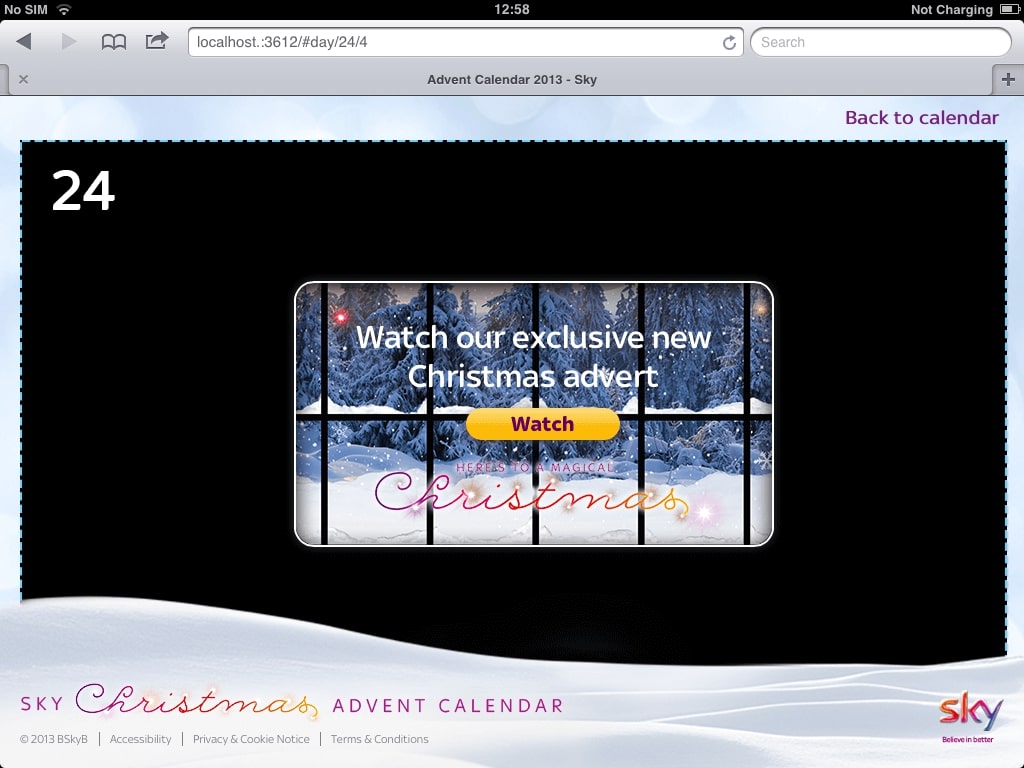 No SIM 12:58 Not Charging
localhost.:3612/#day/24/4 Search
Advent Calendar 2013 - Sky
Back to calendar
24
Watch our exclusive new
Christmas advert
Watch
HERE'S TO A MAGICAL
Christmas
SKY Christmas ADVENT CALENDAR
sky
Believe in better
© 2013 BSkyB | Accessibility | Privacy & Cookie Notice | Terms & Conditions